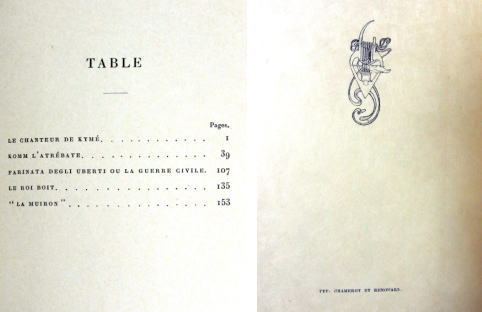 TABLE
Pages.
LE CHANTEUR DE KYMÉ. . . . . . . . . . . . 1
KOMM L'ATRÉBATE. . . . . . . . . . . . . . 39
FARINATA DEGLI UBERTI OU LA GUERRE CIVILE. 107
LE ROI BOIT. . . . . . . . . . . . . . . . 135
"LA MUIRON". . . . . . . . . . . . . . . . 153
TYP. CHAMEROT ET RENOUARD.